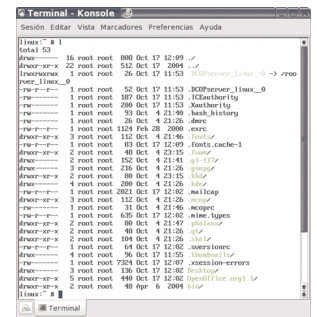 Terminal - Konsole
Sesión Editar Vista Marcadores Preferencias Ayuda
linux:~ # l
total 53
drwx------ 16 root root 808 Oct 17 12:09 ./
drwxr-xr-x 22 root root 512 Oct 17 2004 ../
lrwxrwxrwx 1 root root 26 Oct 17 11:53 .DCOPserver_linux_:0 -> /roo
rver_linux__0
-rw-r--r-- 1 root root 52 Oct 17 11:53 .DCOPserver_linux__0
-rw------- 1 root root 187 Oct 17 11:53 .ICEauthority
-rw------- 1 root root 200 Oct 17 11:53 .Xauthority
-rw------- 1 root root 93 Oct 4 21:40 .bash_history
-rw------- 1 root root 26 Oct 4 21:26 .dmrc
-rw-r--r-- 1 root root 1124 Feb 28 2000 .exrc
drwxr-xr-x 3 root root 112 Oct 4 21:46 .fonts/
-rw-r--r-- 1 root root 83 Oct 17 12:09 .fonts.cache-1
drwxr-xr-x 2 root root 48 Oct 4 23:15
drwx------ 2 root root 152 Oct 4 21:41 .gl-117/
drwx------ 3 root root 216 Oct 4 21:26 .gnupg/
drwxr-xr-x 2 root root 80 Oct 4 23:15 .kbd/
drwx------ 4 root root 200 Oct 4 21:26 .kde/
-rw-r--r-- 1 root root 2021 Oct 17 12:02 .mailcap
drwxr-xr-x 3 root root 112 Oct 4 21:26 .mcop/
-rw------- 1 root root 31 Oct 4 21:46 .mcoprc
-rw-r--r-- 1 root root 635 Oct 17 12:02 .mime.types
drwxr-xr-x 2 root root 80 Oct 4 21:47 .phalanx/
drwxr-xr-x 2 root root 48 Oct 4 21:26 .qt/
drwxr-xr-x 2 root root 104 Oct 4 21:26 .skel/
-rw-r--r-- 1 root root 64 Oct 17 12:02 .sversionrc
drwx------ 4 root root 96 Oct 17 11:55 .thumbnails/
-rw------- 1 root root 7324 Oct 17 12:07 .xsession-errors
drwx------ 3 root root 136 Oct 17 12:02 Desktop/
drwxr-xr-x 5 root root 440 Oct 17 12:02 OpenOffice.org1.1/
drwxr-xr-x 2 root root 48 Apr 6 2004 bin/
linux:~ #
Terminal